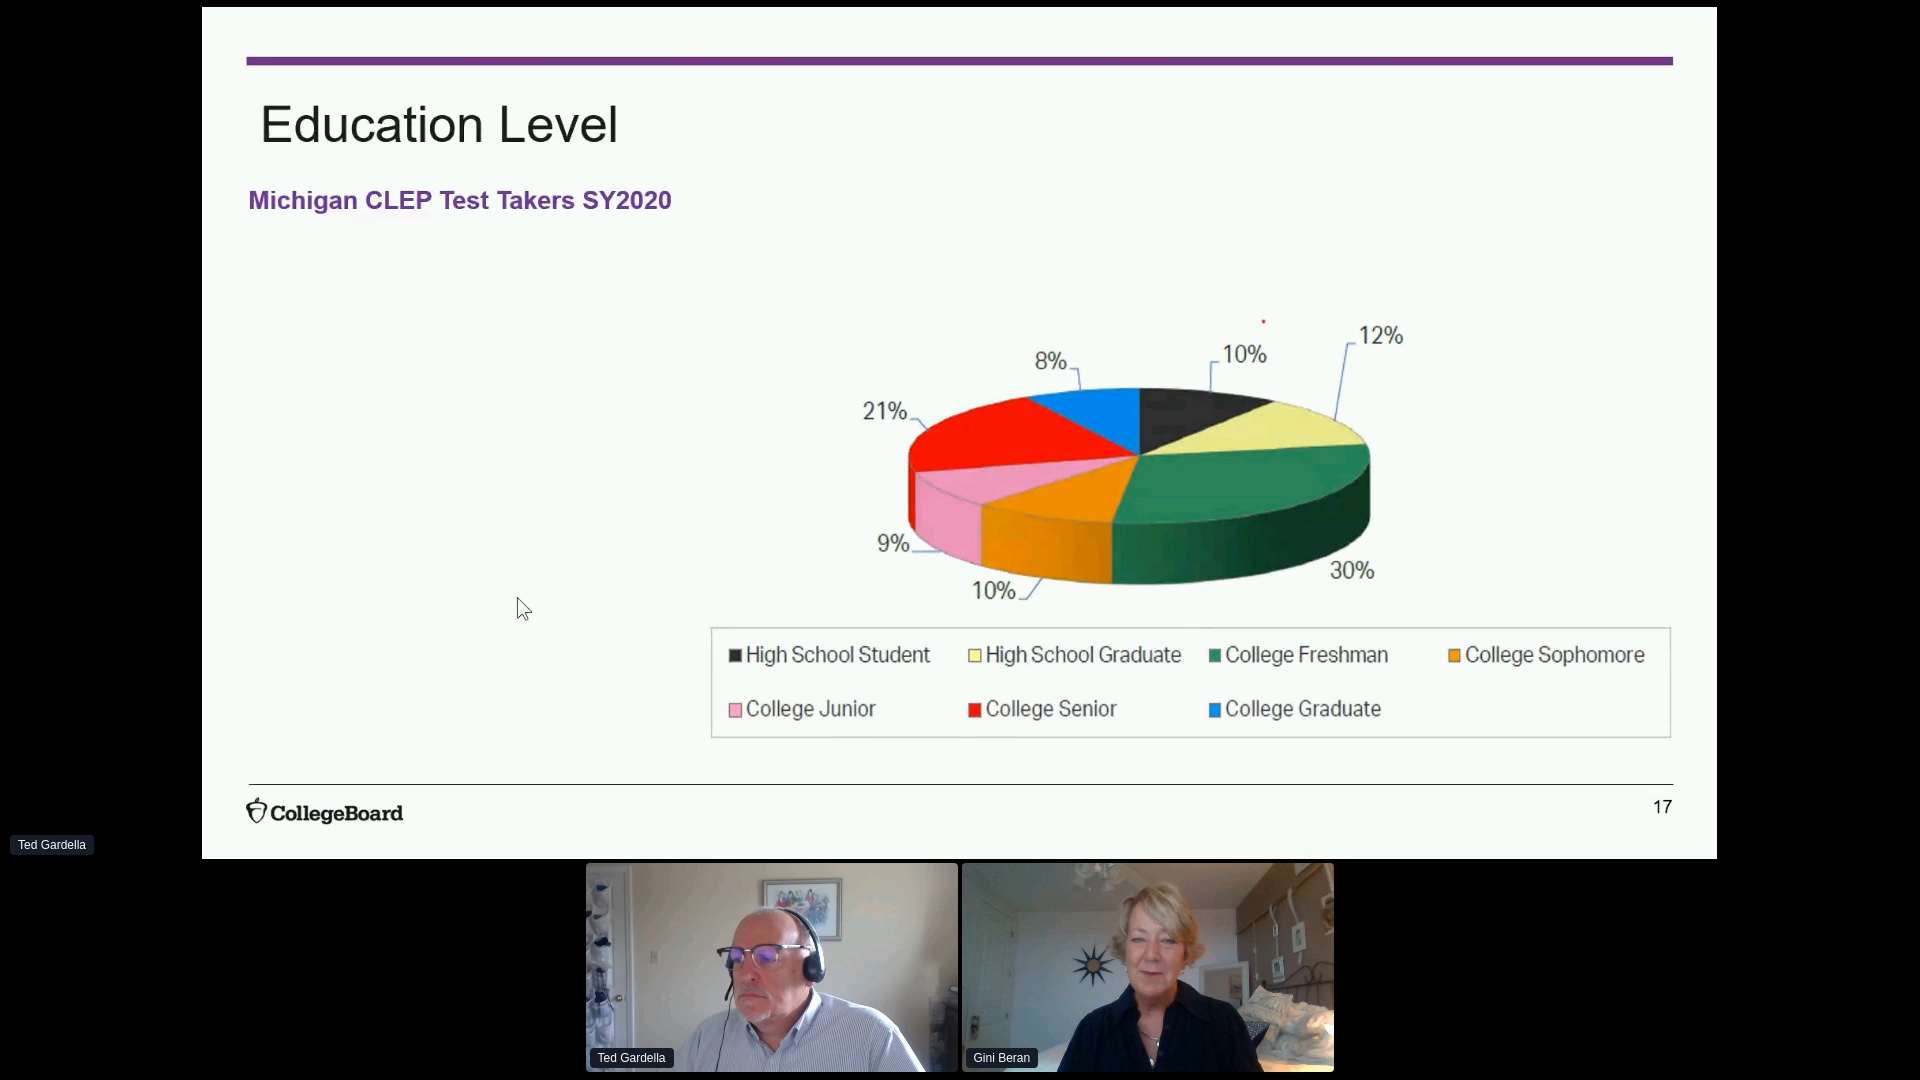 Education Level
Michigan CLEP Test Takers SY2020
12%
10%
8%
21%
9%
10%
30%
High School Student High School Graduate College Freshman College Sophomore
College Junior College Senior College Graduate
CollegeBoard
17
Ted Gardella
Ted Gardella
Gini Beran